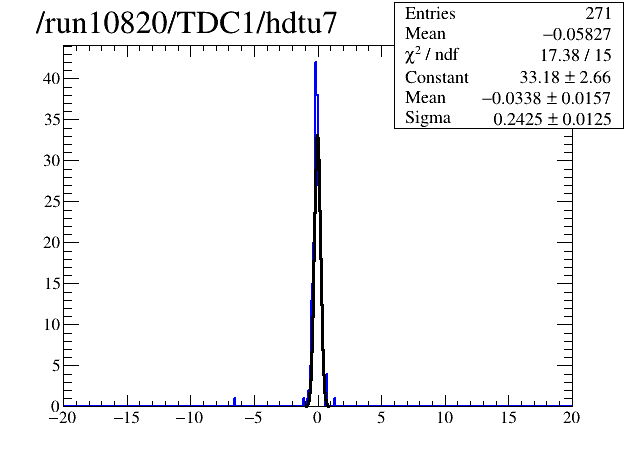 /run10820/TDC1/hdtu7
Entries 271
Mean −0.05827
χ² / ndf 17.38 / 15
Constant 33.18 ± 2.66
Mean −0.0338 ± 0.0157
Sigma 0.2425 ± 0.0125
40
35
30
25
20
15
10
5
0
−20 −15 −10 −5 0 5 10 15 20